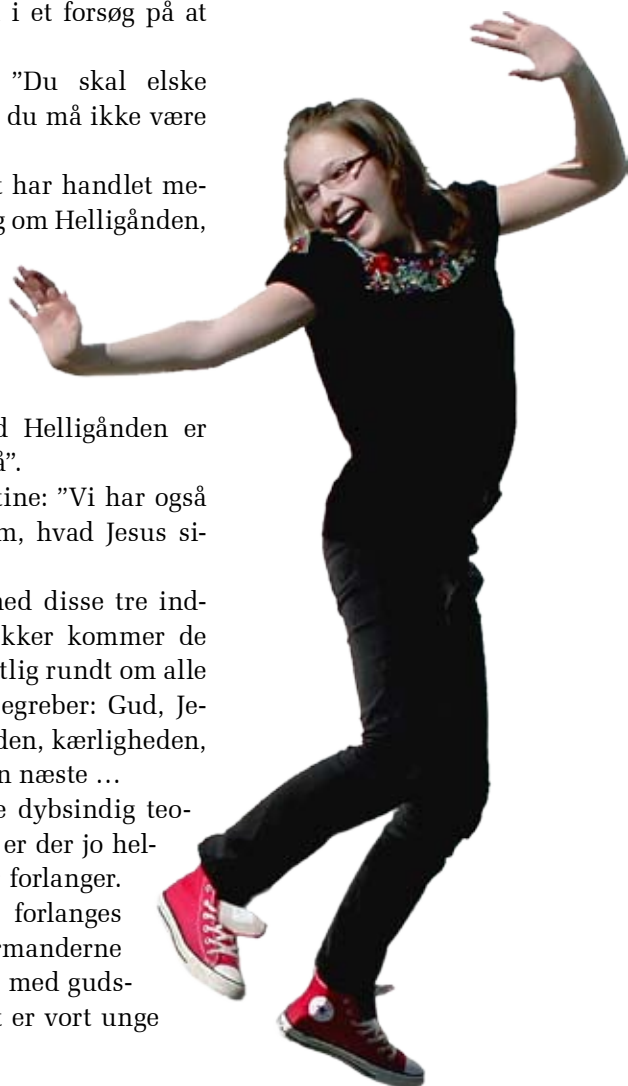 i et forsøg på at
”Du skal elske
du må ikke være
t har handlet me-
g om Helligånden,
d Helligånden er
å”.
tine: ”Vi har også
m, hvad Jesus si-
ned disse tre ind-
kker kommer de
tlig rundt om alle
egreber: Gud, Je-
den, kærligheden,
n næste …
e dybsindig teo-
er der jo hel-
forlanger.
forlanges
rmanderne
med guds-
t er vort unge